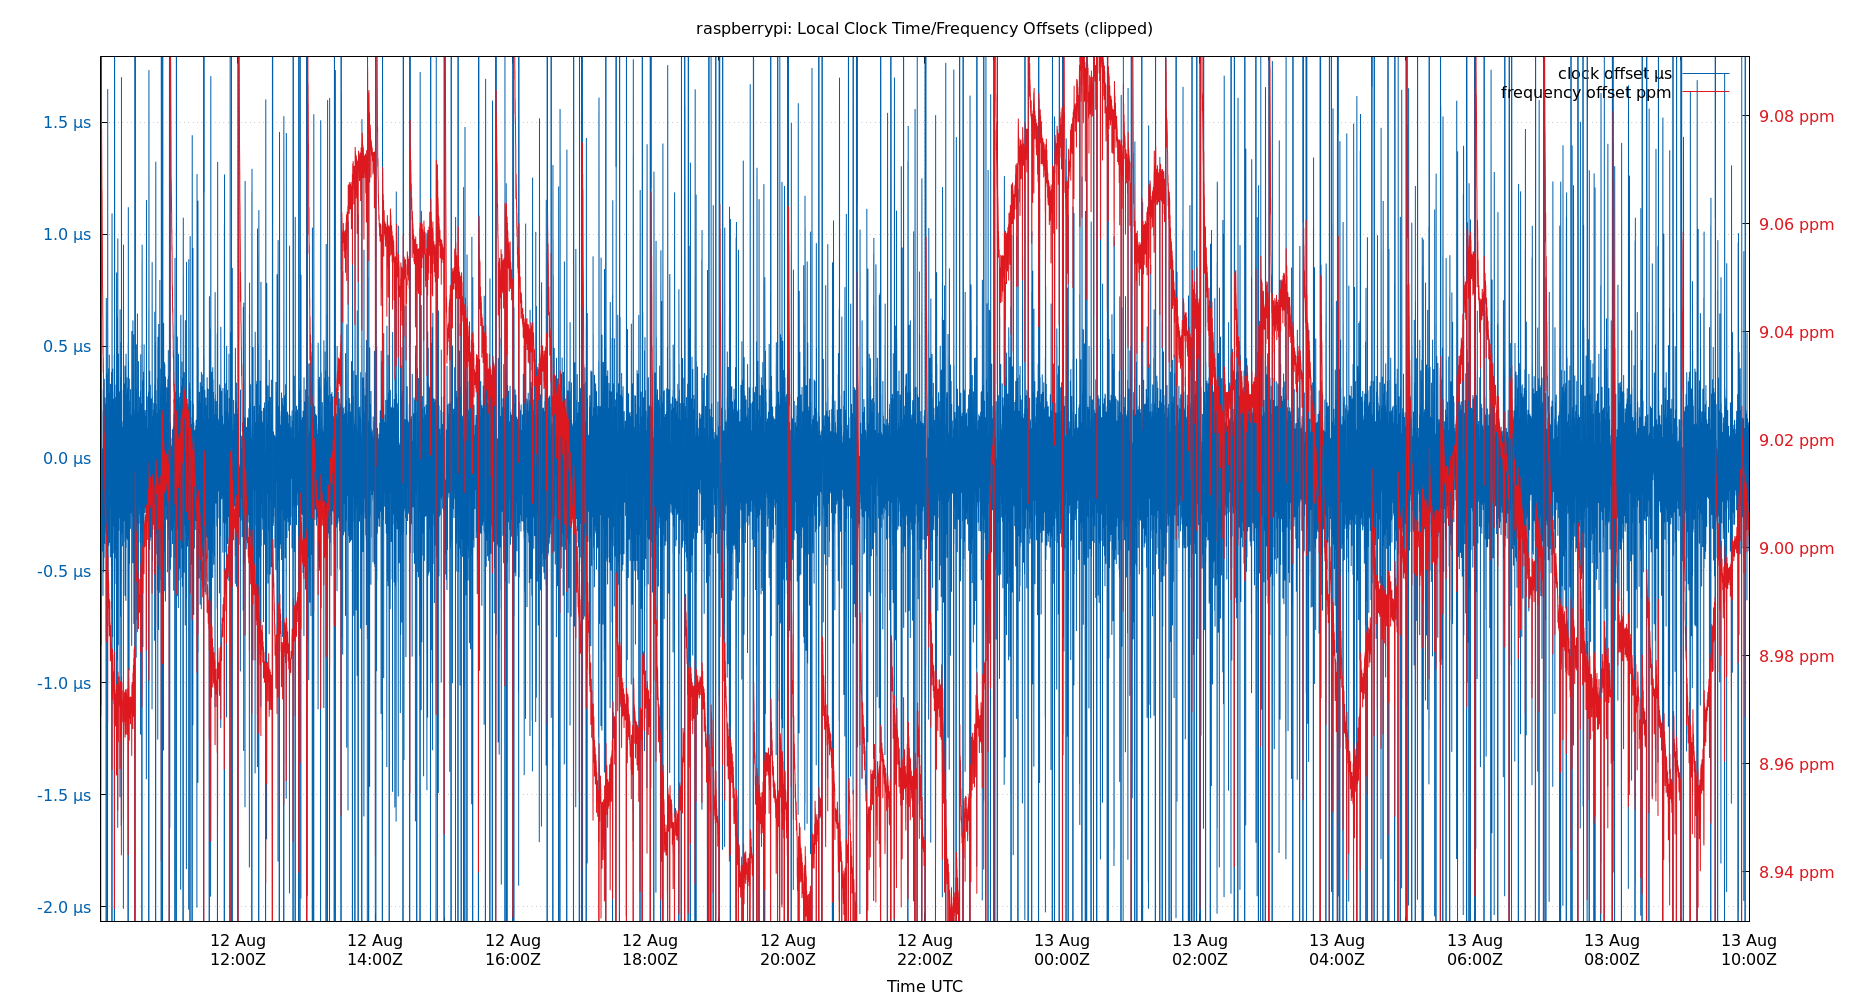 raspberrypi: Local Clock Time/Frequency Offsets (clipped)
clock offset µs
frequency offset ppm
1.5 µs
1.0 µs
0.5 µs
0.0 µs
-0.5 µs
-1.0 µs
-1.5 µs
-2.0 µs
9.08 ppm
9.06 ppm
9.04 ppm
9.02 ppm
9.00 ppm
8.98 ppm
8.96 ppm
8.94 ppm
12 Aug 12 Aug 12 Aug 12 Aug 12 Aug 12 Aug 13 Aug 13 Aug 13 Aug 13 Aug 13 Aug 13 Aug
12:00Z 14:00Z 16:00Z 18:00Z 20:00Z 22:00Z 00:00Z 02:00Z 04:00Z 06:00Z 08:00Z 10:00Z
Time UTC